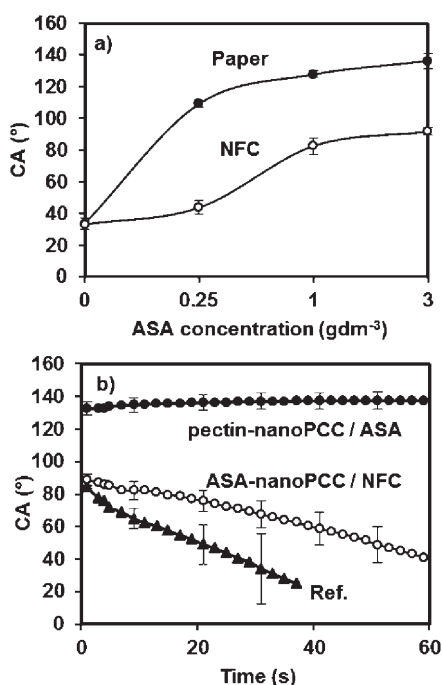 a)
160
140
120
100
80
60
40
20
0
CA (°)
Paper
NFC
0 0.25 1 3
ASA concentration (gdm⁻³)
b)
160
140
120
100
80
60
40
20
0
CA (°)
pectin-nanoPCC / ASA
ASA-nanoPCC / NFC
Ref.
0 20 40 60
Time (s)